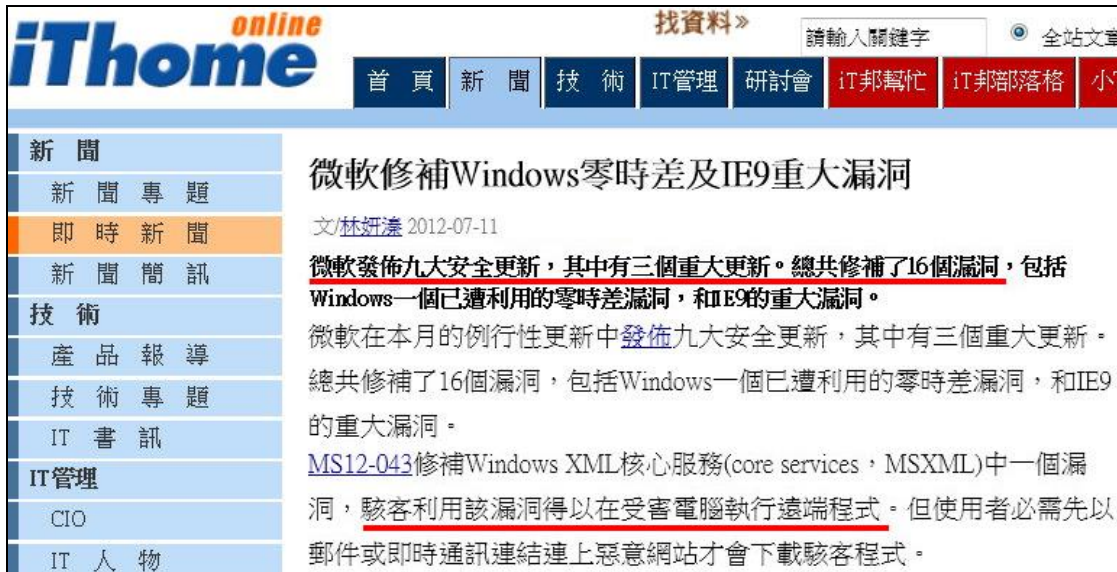 iThome online
找資料»
請輸入關鍵字
全站文章
首頁 新聞 技術 IT管理 研討會 iT邦幫忙 iT邦部落格 小
新聞
新聞專題
即時新聞
新聞簡訊
技術
產品報導
技術專題
IT書訊
IT管理
CIO
IT人物
微軟修補Windows零時差及IE9重大漏洞
文/林妍溱 2012-07-11
微軟發佈九大安全更新，其中有三個重大更新。總共修補了16個漏洞，包括
Windows一個已遭利用的零時差漏洞，和IE9的重大漏洞。
微軟在本月的例行性更新中發佈九大安全更新，其中有三個重大更新。
總共修補了16個漏洞，包括Windows一個已遭利用的零時差漏洞，和IE9
的重大漏洞。
MS12-043修補Windows XML核心服務(core services，MSXML)中一個漏
洞，駭客利用該漏洞得以在受害電腦執行遠端程式。但使用者必需先以
郵件或即時通訊連結連上惡意網站才會下載駭客程式。